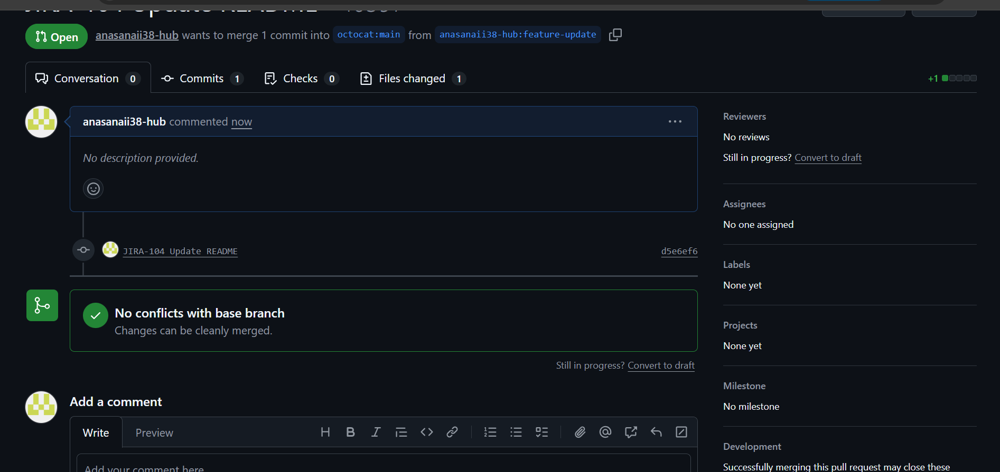 Open anasanaii38-hub wants to merge 1 commit into octocat:main from anasanaii38-hub:feature-update
Conversation 0 Commits 1 Checks 0 Files changed 1 +1
anasanaii38-hub commented now
No description provided.
JIRA-104 Update README d5e6ef6
No conflicts with base branch
Changes can be cleanly merged.
Still in progress? Convert to draft
Add a comment
Write Preview
Add your comment here
Reviewers
No reviews
Still in progress? Convert to draft
Assignees
No one assigned
Labels
None yet
Projects
None yet
Milestone
No milestone
Development
Successfully merging this pull request may close these